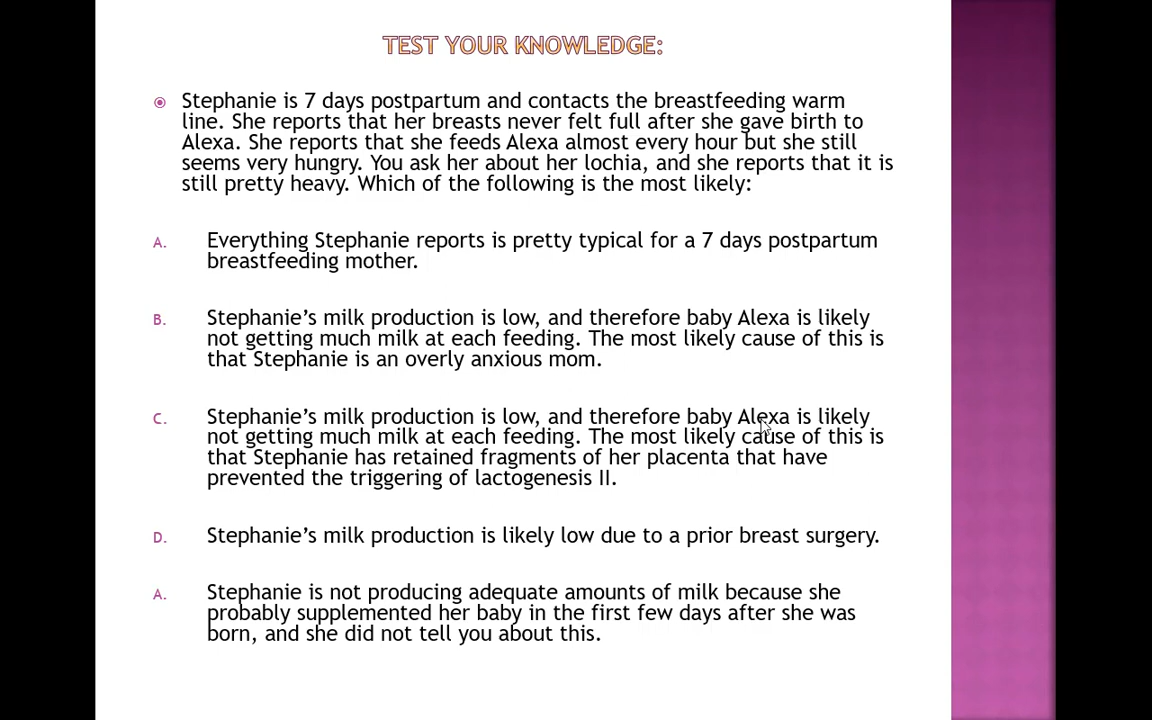 TEST YOUR KNOWLEDGE:
Stephanie is 7 days postpartum and contacts the breastfeeding warm
line. She reports that her breasts never felt full after she gave birth to
Alexa. She reports that she feeds Alexa almost every hour but she still
seems very hungry. You ask her about her lochia, and she reports that it is
still pretty heavy. Which of the following is the most likely:
A. Everything Stephanie reports is pretty typical for a 7 days postpartum
breastfeeding mother.
B. Stephanie’s milk production is low, and therefore baby Alexa is likely
not getting much milk at each feeding. The most likely cause of this is
that Stephanie is an overly anxious mom.
C. Stephanie’s milk production is low, and therefore baby Alexa is likely
not getting much milk at each feeding. The most likely cause of this is
that Stephanie has retained fragments of her placenta that have
prevented the triggering of lactogenesis II.
D. Stephanie’s milk production is likely low due to a prior breast surgery.
A. Stephanie is not producing adequate amounts of milk because she
probably supplemented her baby in the first few days after she was
born, and she did not tell you about this.